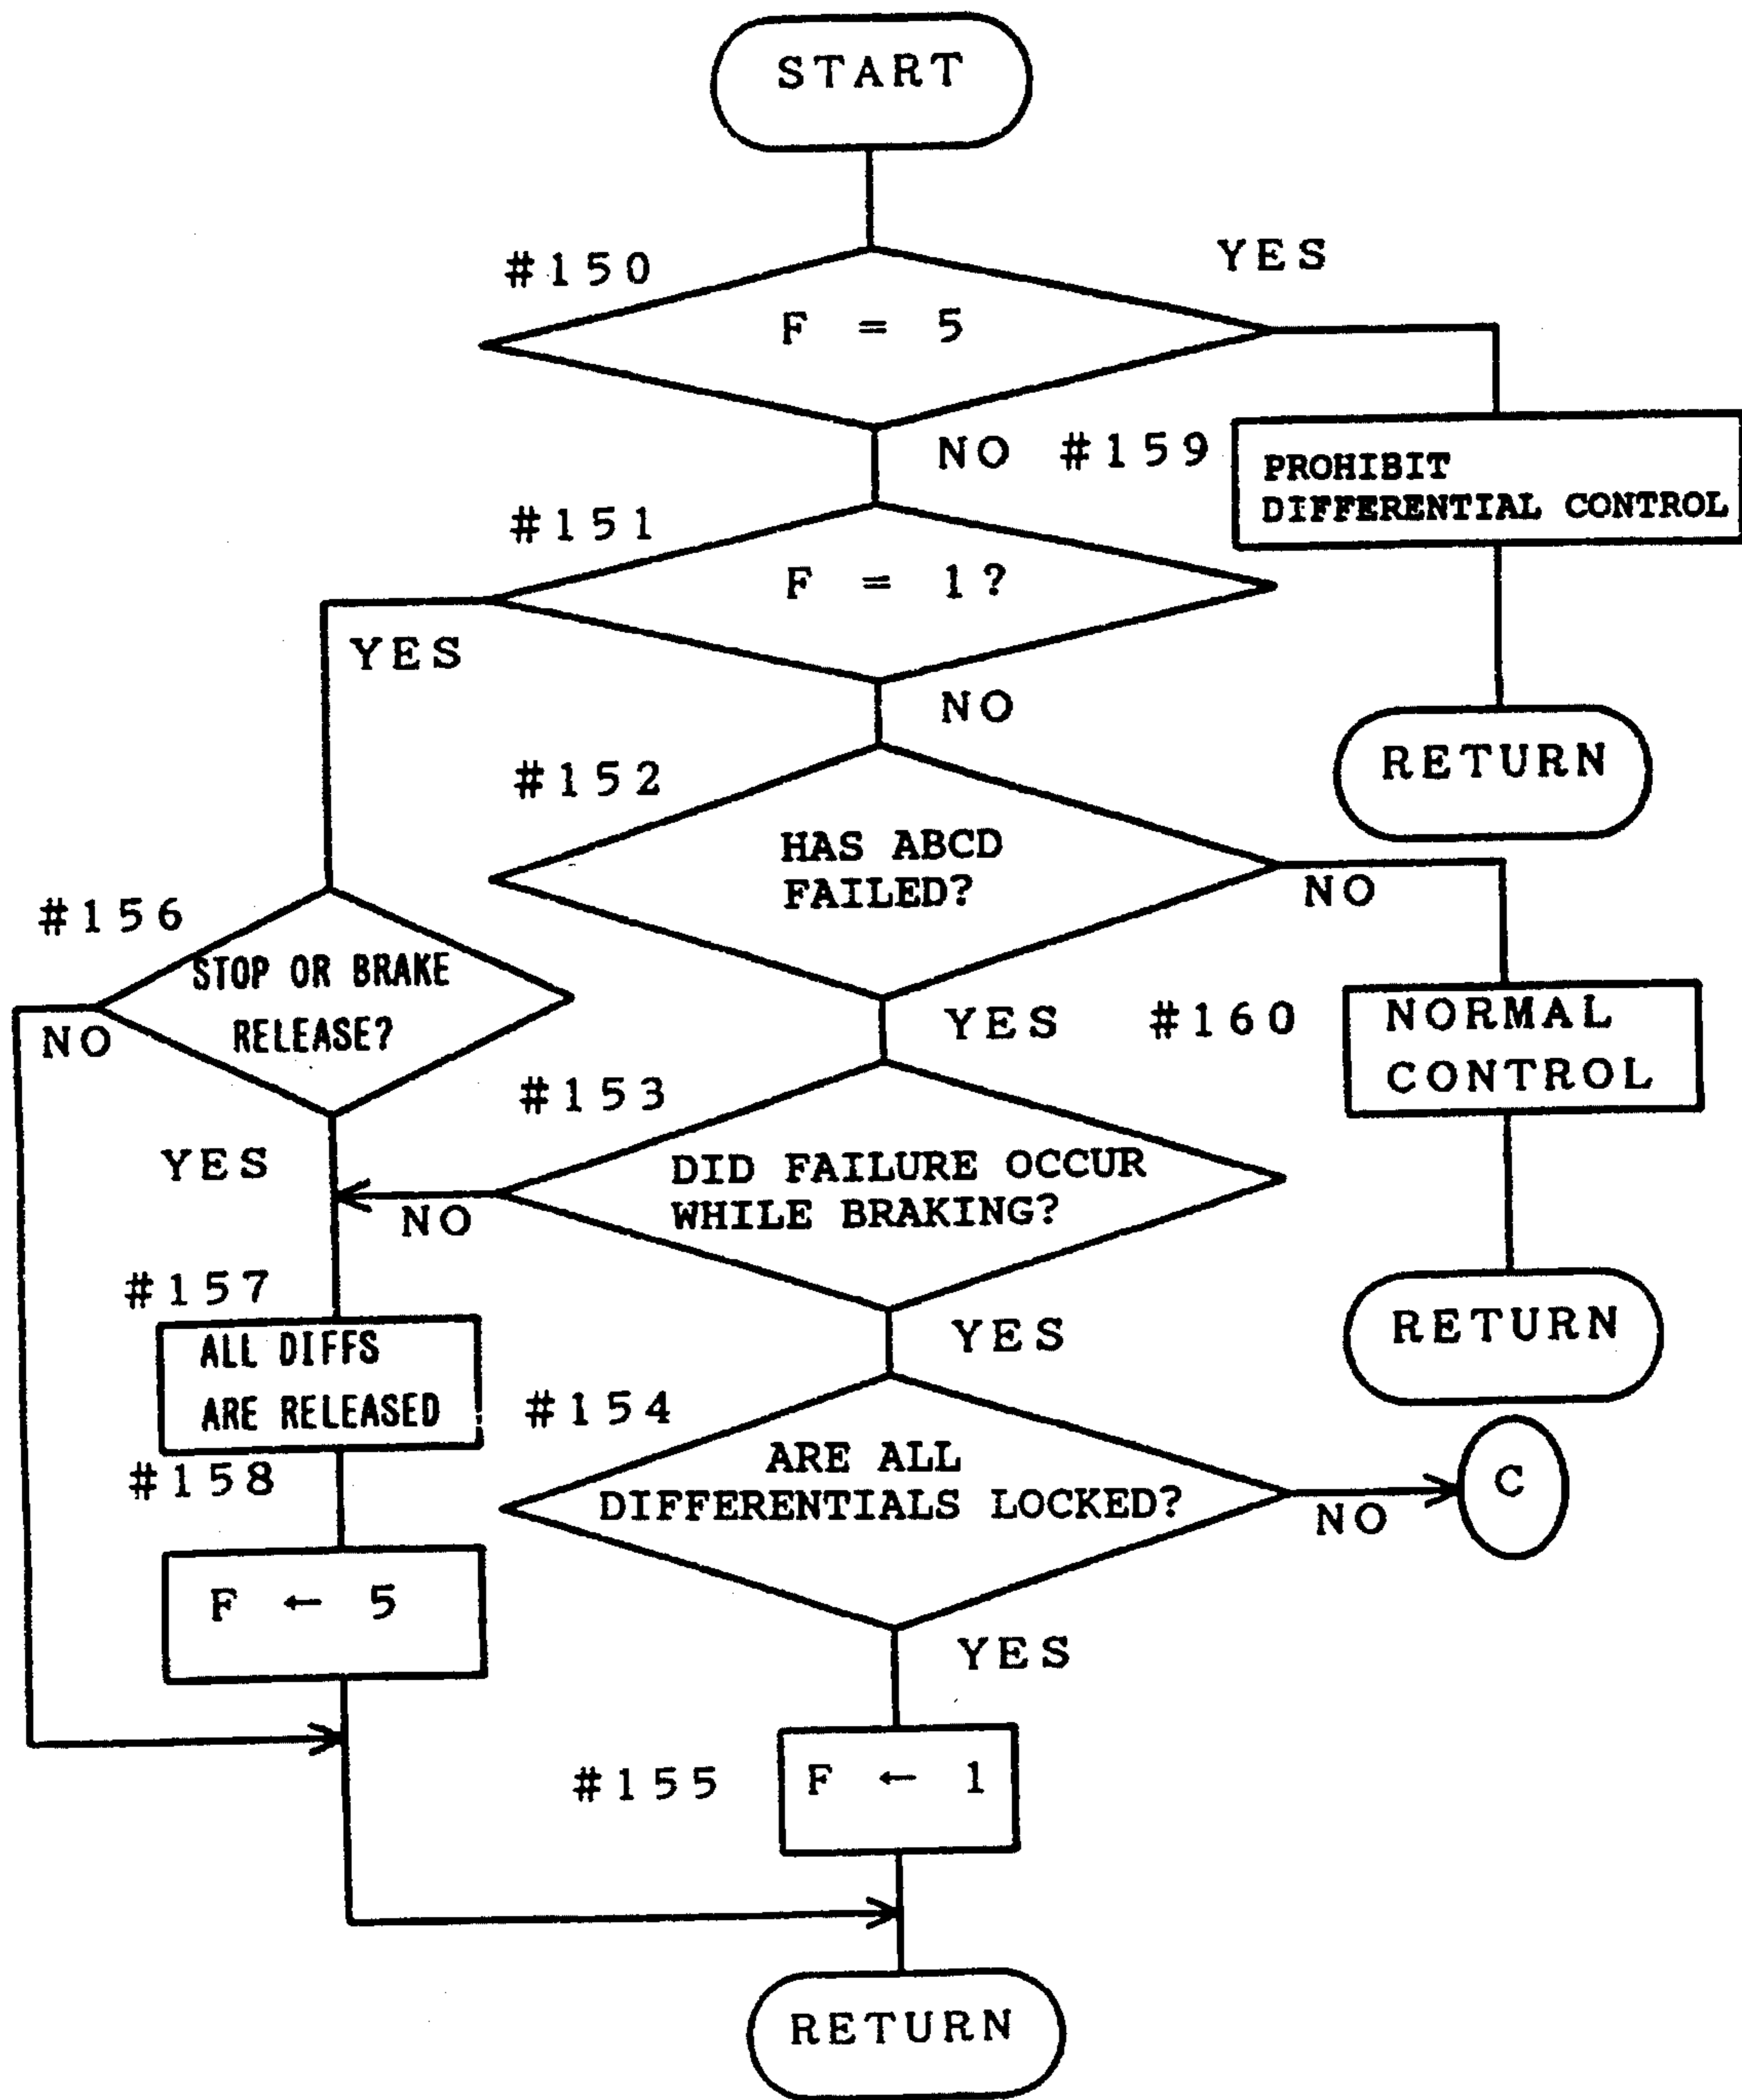 START
#150
YES
F = 5
NO
#159
PROHIBIT
DIFFERENTIAL CONTROL
#151
F = 1?
YES
NO
RETURN
#152
HAS ABCD
FAILED?
NO
#156
STOP OR BRAKE
RELEASE?
NO
YES
#160
NORMAL
CONTROL
#153
YES
DID FAILURE OCCUR
WHILE BRAKING?
NO
#157
ALL DIFFS
ARE RELEASED
YES
RETURN
#154
ARE ALL
DIFFERENTIALS LOCKED?
NO
C
#158
F ← 5
YES
#155
F ← 1
RETURN